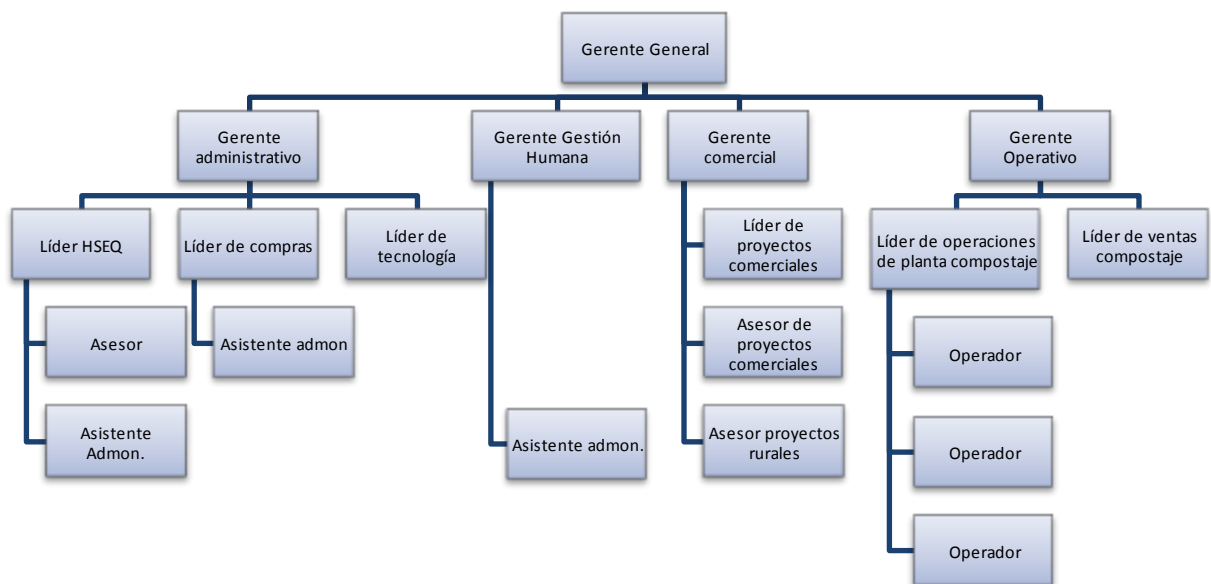 Gerente General
Gerente
administrativo
Gerente Gestión
Humana
Gerente
comercial
Gerente
Operativo
Líder HSEQ
Líder de compras
Líder de
tecnología
Líder de
proyectos
comerciales
Líder de operaciones
de planta compostaje
Líder de ventas
compostaje
Asesor
Asistente admon
Asesor de
proyectos
comerciales
Operador
Asistente
Admon.
Asistente admon.
Asesor proyectos
rurales
Operador
Operador